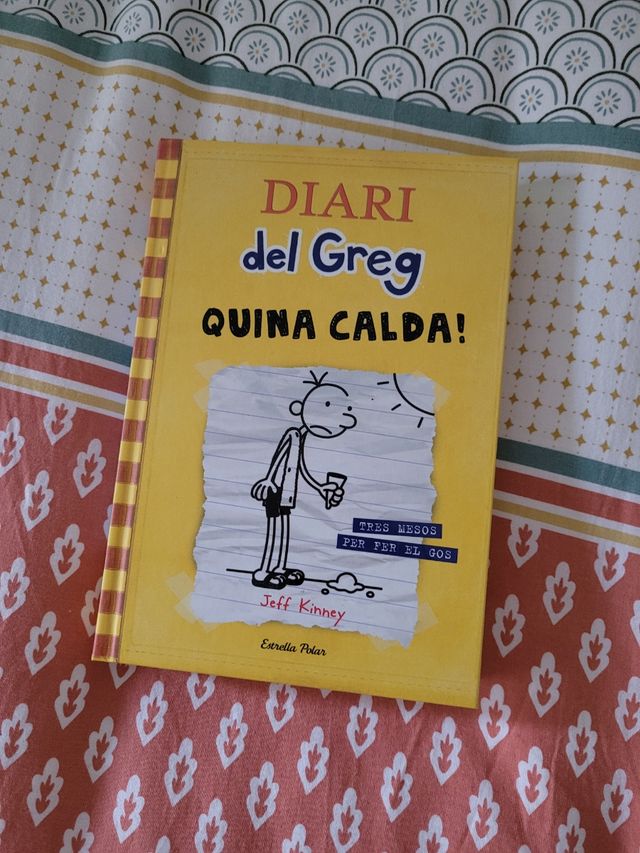 DIARI
del Greg
QUINA CALDA!
TRES MESOS
PER FER EL GOS
Jeff Kinney
Estrella Polar